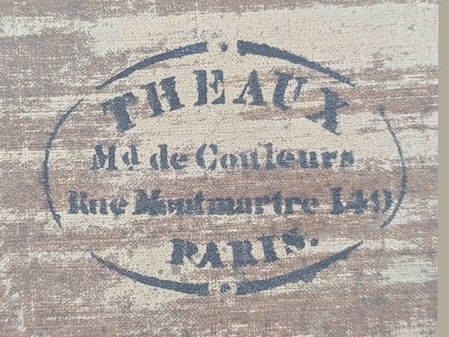 THEAUX
Md de Couleurs
Rue Montmartre 149
PARIS.